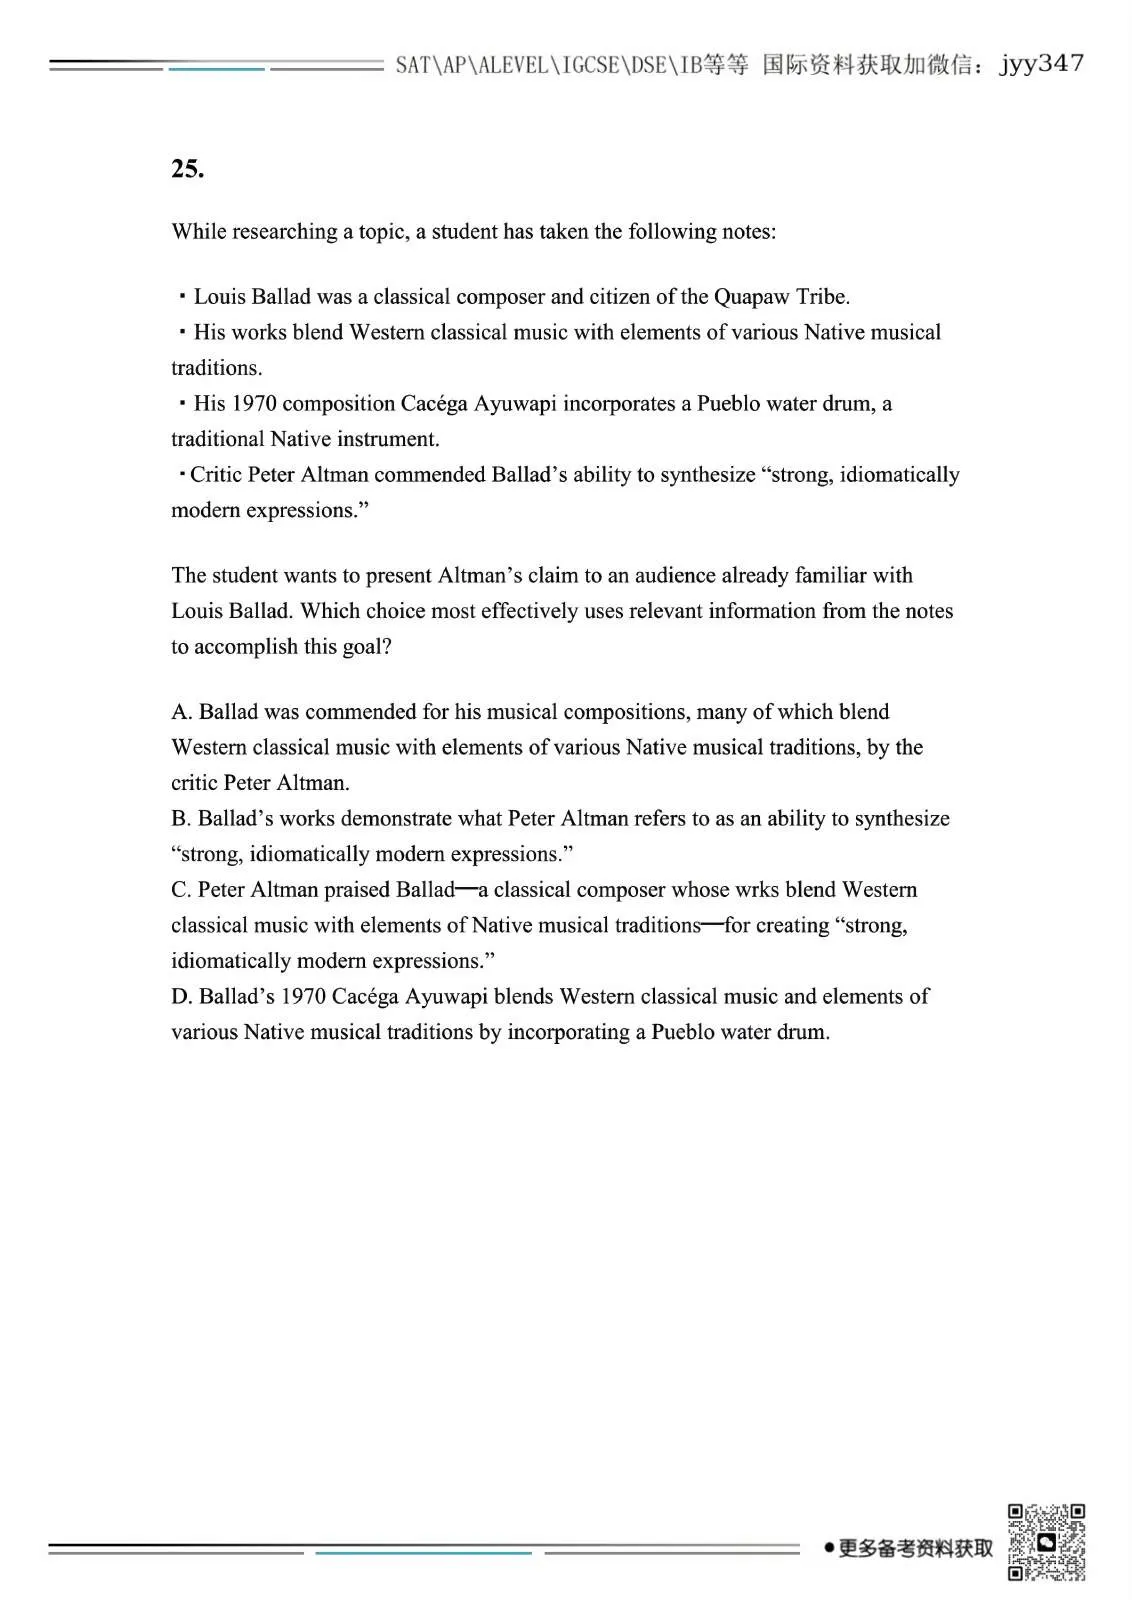 SAT\AP\ALEVEL\IGCSE\DSE\IB等等 国际资料获取加微信: jyy347
25.
While researching a topic, a student has taken the following notes:
・Louis Ballad was a classical composer and citizen of the Quapaw Tribe.
・His works blend Western classical music with elements of various Native musical
traditions.
・His 1970 composition Cacéga Ayuwapi incorporates a Pueblo water drum, a
traditional Native instrument.
・Critic Peter Altman commended Ballad’s ability to synthesize “strong, idiomatically
modern expressions.”
The student wants to present Altman’s claim to an audience already familiar with
Louis Ballad. Which choice most effectively uses relevant information from the notes
to accomplish this goal?
A. Ballad was commended for his musical compositions, many of which blend
Western classical music with elements of various Native musical traditions, by the
critic Peter Altman.
B. Ballad’s works demonstrate what Peter Altman refers to as an ability to synthesize
“strong, idiomatically modern expressions.”
C. Peter Altman praised Ballad—a classical composer whose wrks blend Western
classical music with elements of Native musical traditions—for creating “strong,
idiomatically modern expressions.”
D. Ballad’s 1970 Cacéga Ayuwapi blends Western classical music and elements of
various Native musical traditions by incorporating a Pueblo water drum.
●更多备考资料获取